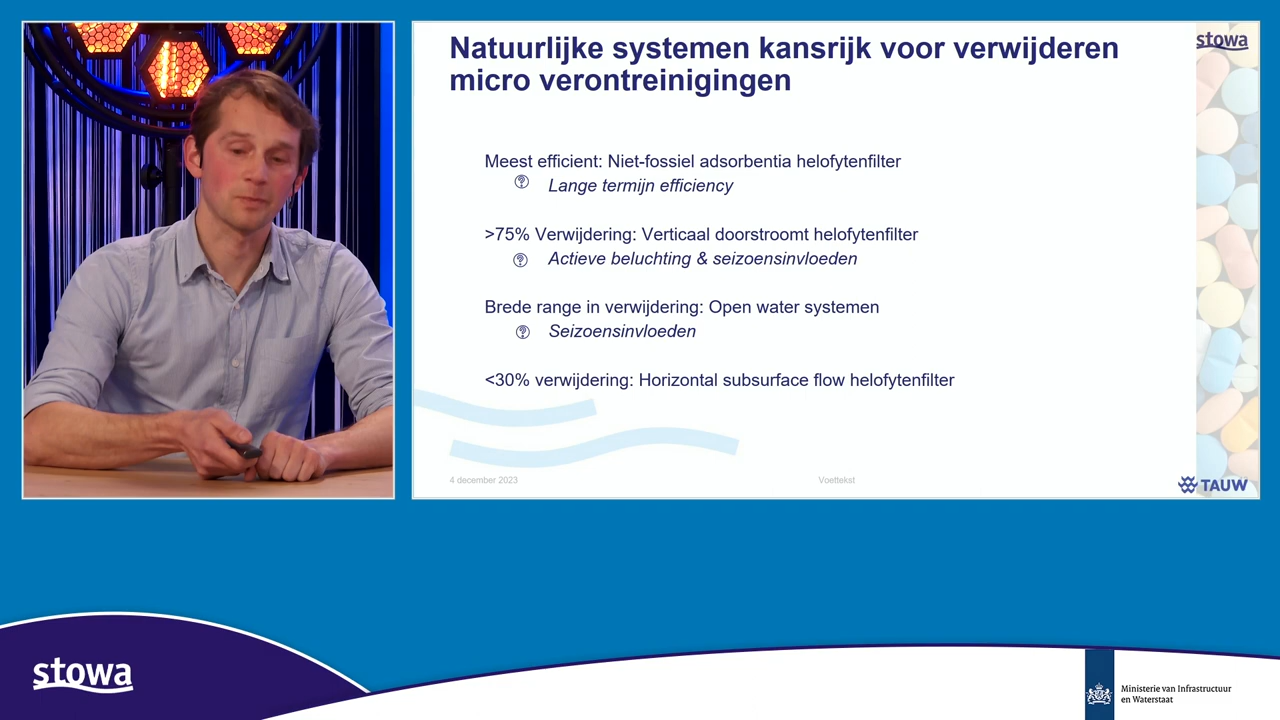 Natuurlijke systemen kansrijk voor verwijderen
micro verontreinigingen
stowa
Meest efficient: Niet-fossiel adsorbentia helofytenfilter
Lange termijn efficiency
>75% Verwijdering: Verticaal doorstroomt helofytenfilter
Actieve beluchting & seizoensinvloeden
Brede range in verwijdering: Open water systemen
Seizoensinvloeden
<30% verwijdering: Horizontal subsurface flow helofytenfilter
4 december 2023
Voettekst
TAUW
stowa
Ministerie van Infrastructuur
en Waterstaat